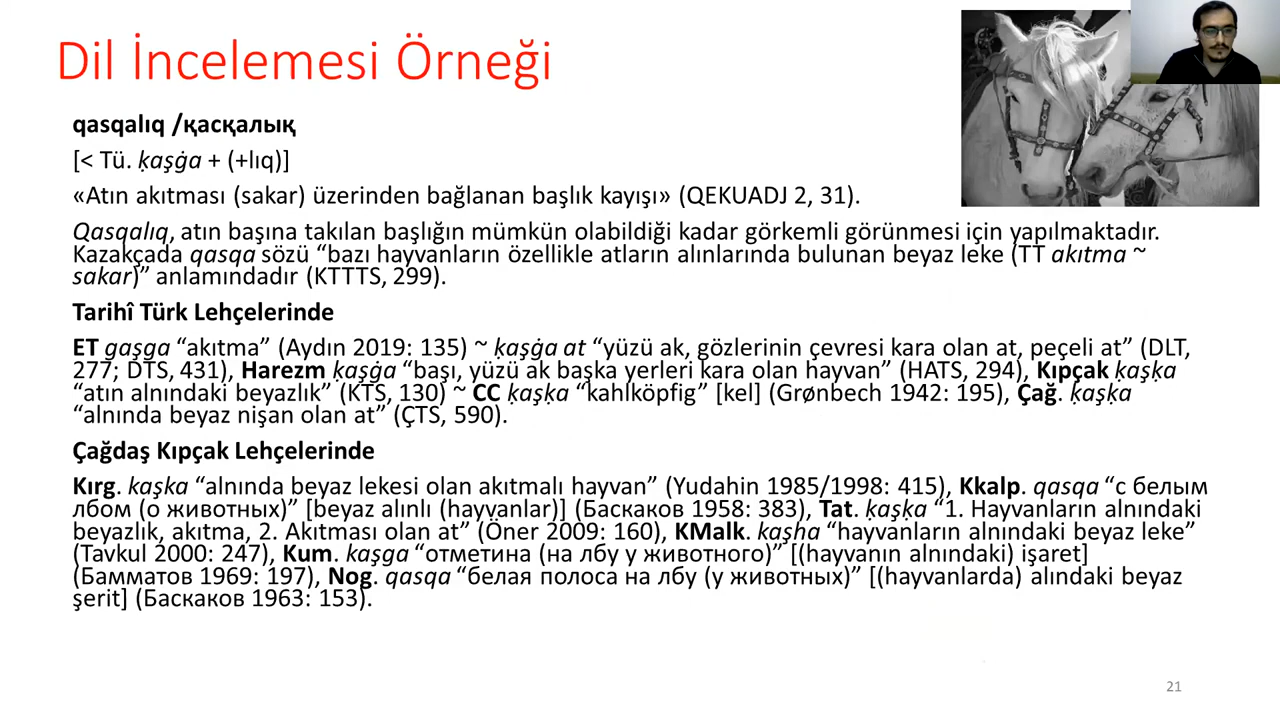 Dil İncelemesi Örneği
qasqalıq /қасқалық
[< Tü. ḳaşġa + (+lıq)]
«Atın akıtması (sakar) üzerinden bağlanan başlık kayışı» (QEKUADJ 2, 31).
Qasqalıq, atın başına takılan başlığın mümkün olabildiği kadar görkemli görünmesi için yapılmaktadır.
Kazakçada qasqa sözü “bazı hayvanların özellikle atların alınlarında bulunan beyaz leke (TT akıtma ~
sakar)” anlamındadır (KTTTS, 299).
Tarihî Türk Lehçelerinde
ET gaşga “akıtma” (Aydın 2019: 135) ~ ḳaşġa at “yüzü ak, gözlerinin çevresi kara olan at, peçeli at” (DLT,
277; DTS, 431), Harezm ḳaşġa “başı, yüzü ak başka yerleri kara olan hayvan” (HATS, 294), Kıpçak ḳaşḳa
“atın alnındaki beyazlık” (KTS, 130) ~ CC ḳaşḳa “kahlköpfig” [kel] (Grønbech 1942: 195), Çağ. ḳaşḳa
“alnında beyaz nişan olan at” (ÇTS, 590).
Çağdaş Kıpçak Lehçelerinde
Kırg. kaşka “alnında beyaz lekesi olan akıtmalı hayvan” (Yudahin 1985/1998: 415), Kkalp. qasqa “с белым
лбом (о животных)” [beyaz alınlı (hayvanlar)] (Баскаков 1958: 383), Tat. ḳaşḳa “1. Hayvanların alnındaki
beyazlık, akıtma, 2. Akıtması olan at” (Öner 2009: 160), KMalk. kaşha “hayvanların alnındaki beyaz leke”
(Tavkul 2000: 247), Kum. kaşga “отметина (на лбу у животного)” [(hayvanın alnındaki) işaret]
(Бамматов 1969: 197), Nog. qasqa “белая полоса на лбу (у животных)” [(hayvanlarda) alındaki beyaz
şerit] (Баскаков 1963: 153).
21